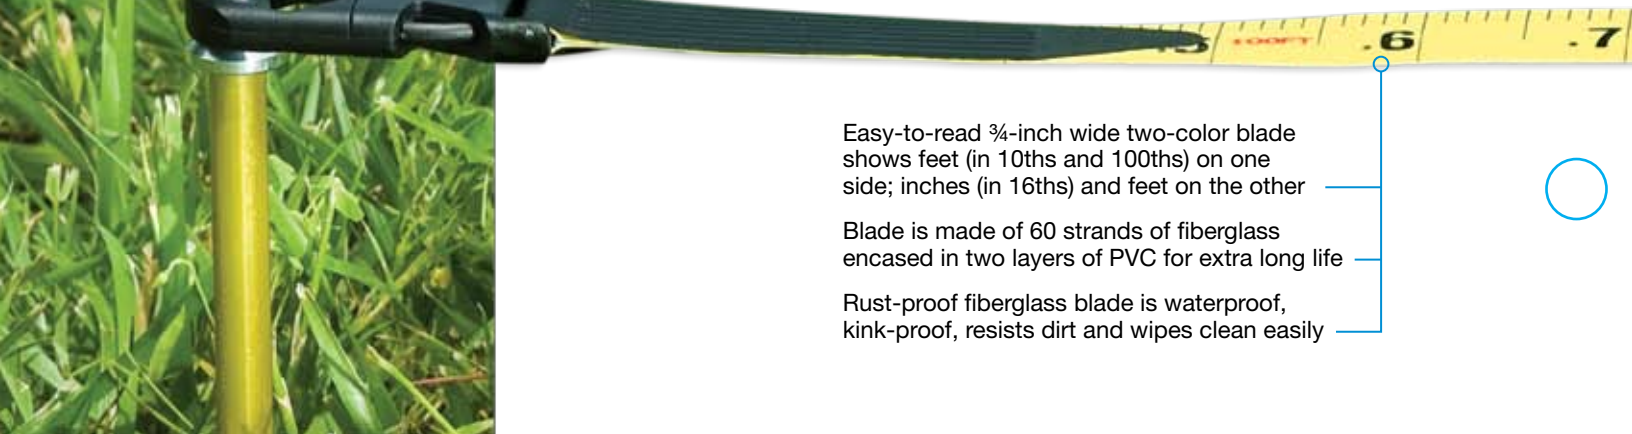 .5 100FT .6 .7
Easy-to-read ¾-inch wide two-color blade
shows feet (in 10ths and 100ths) on one
side; inches (in 16ths) and feet on the other
Blade is made of 60 strands of fiberglass
encased in two layers of PVC for extra long life
Rust-proof fiberglass blade is waterproof,
kink-proof, resists dirt and wipes clean easily